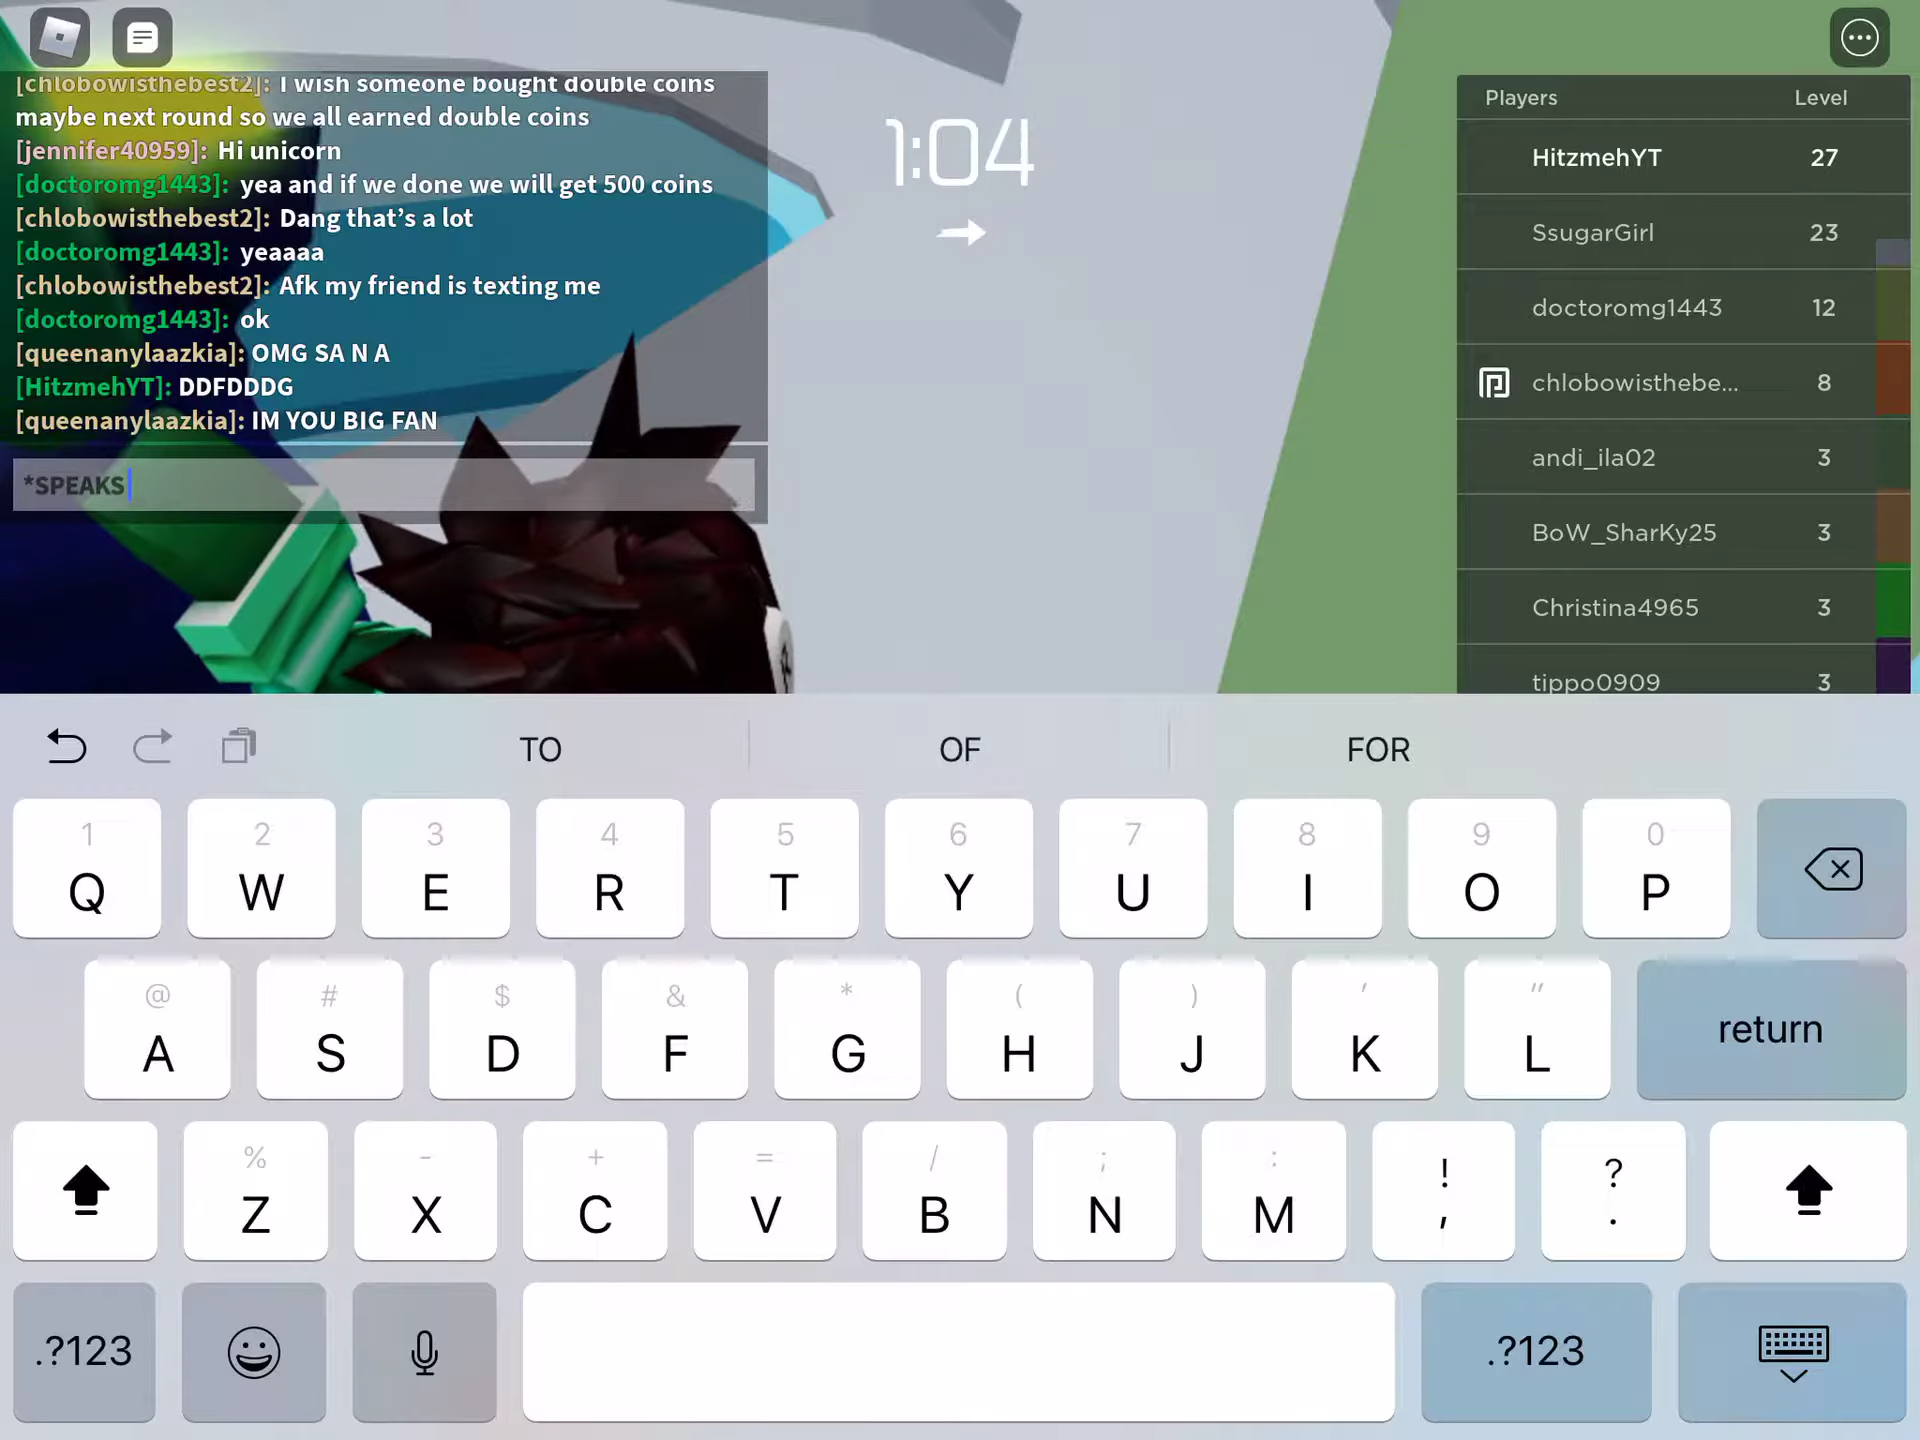 [chlobowisthebest2]: I wish someone bought double coins
maybe next round so we all earned double coins
[jennifer40959]: Hi unicorn
[doctoromg1443]: yea and if we done we will get 500 coins
[chlobowisthebest2]: Dang that’s a lot
[doctoromg1443]: yeaaaa
[chlobowisthebest2]: Afk my friend is texting me
[doctoromg1443]: ok
[queenanylaazkia]: OMG SA N A
[HitzmehYT]: DDFDDDG
[queenanylaazkia]: IM YOU BIG FAN
*SPEAKS
1:04
Players Level
HitzmehYT 27
SsugarGirl 23
doctoromg1443 12
chlobowisthebe... 8
andi_ila02 3
BoW_SharKy25 3
Christina4965 3
tippo0909 3
TO OF FOR
1 2 3 4 5 6 7 8 9 0
Q W E R T Y U I O P
@ # $ & * ( ) ' "
A S D F G H J K L return
% - + = / ; : ! ?
Z X C V B N M , .
.?123 .?123